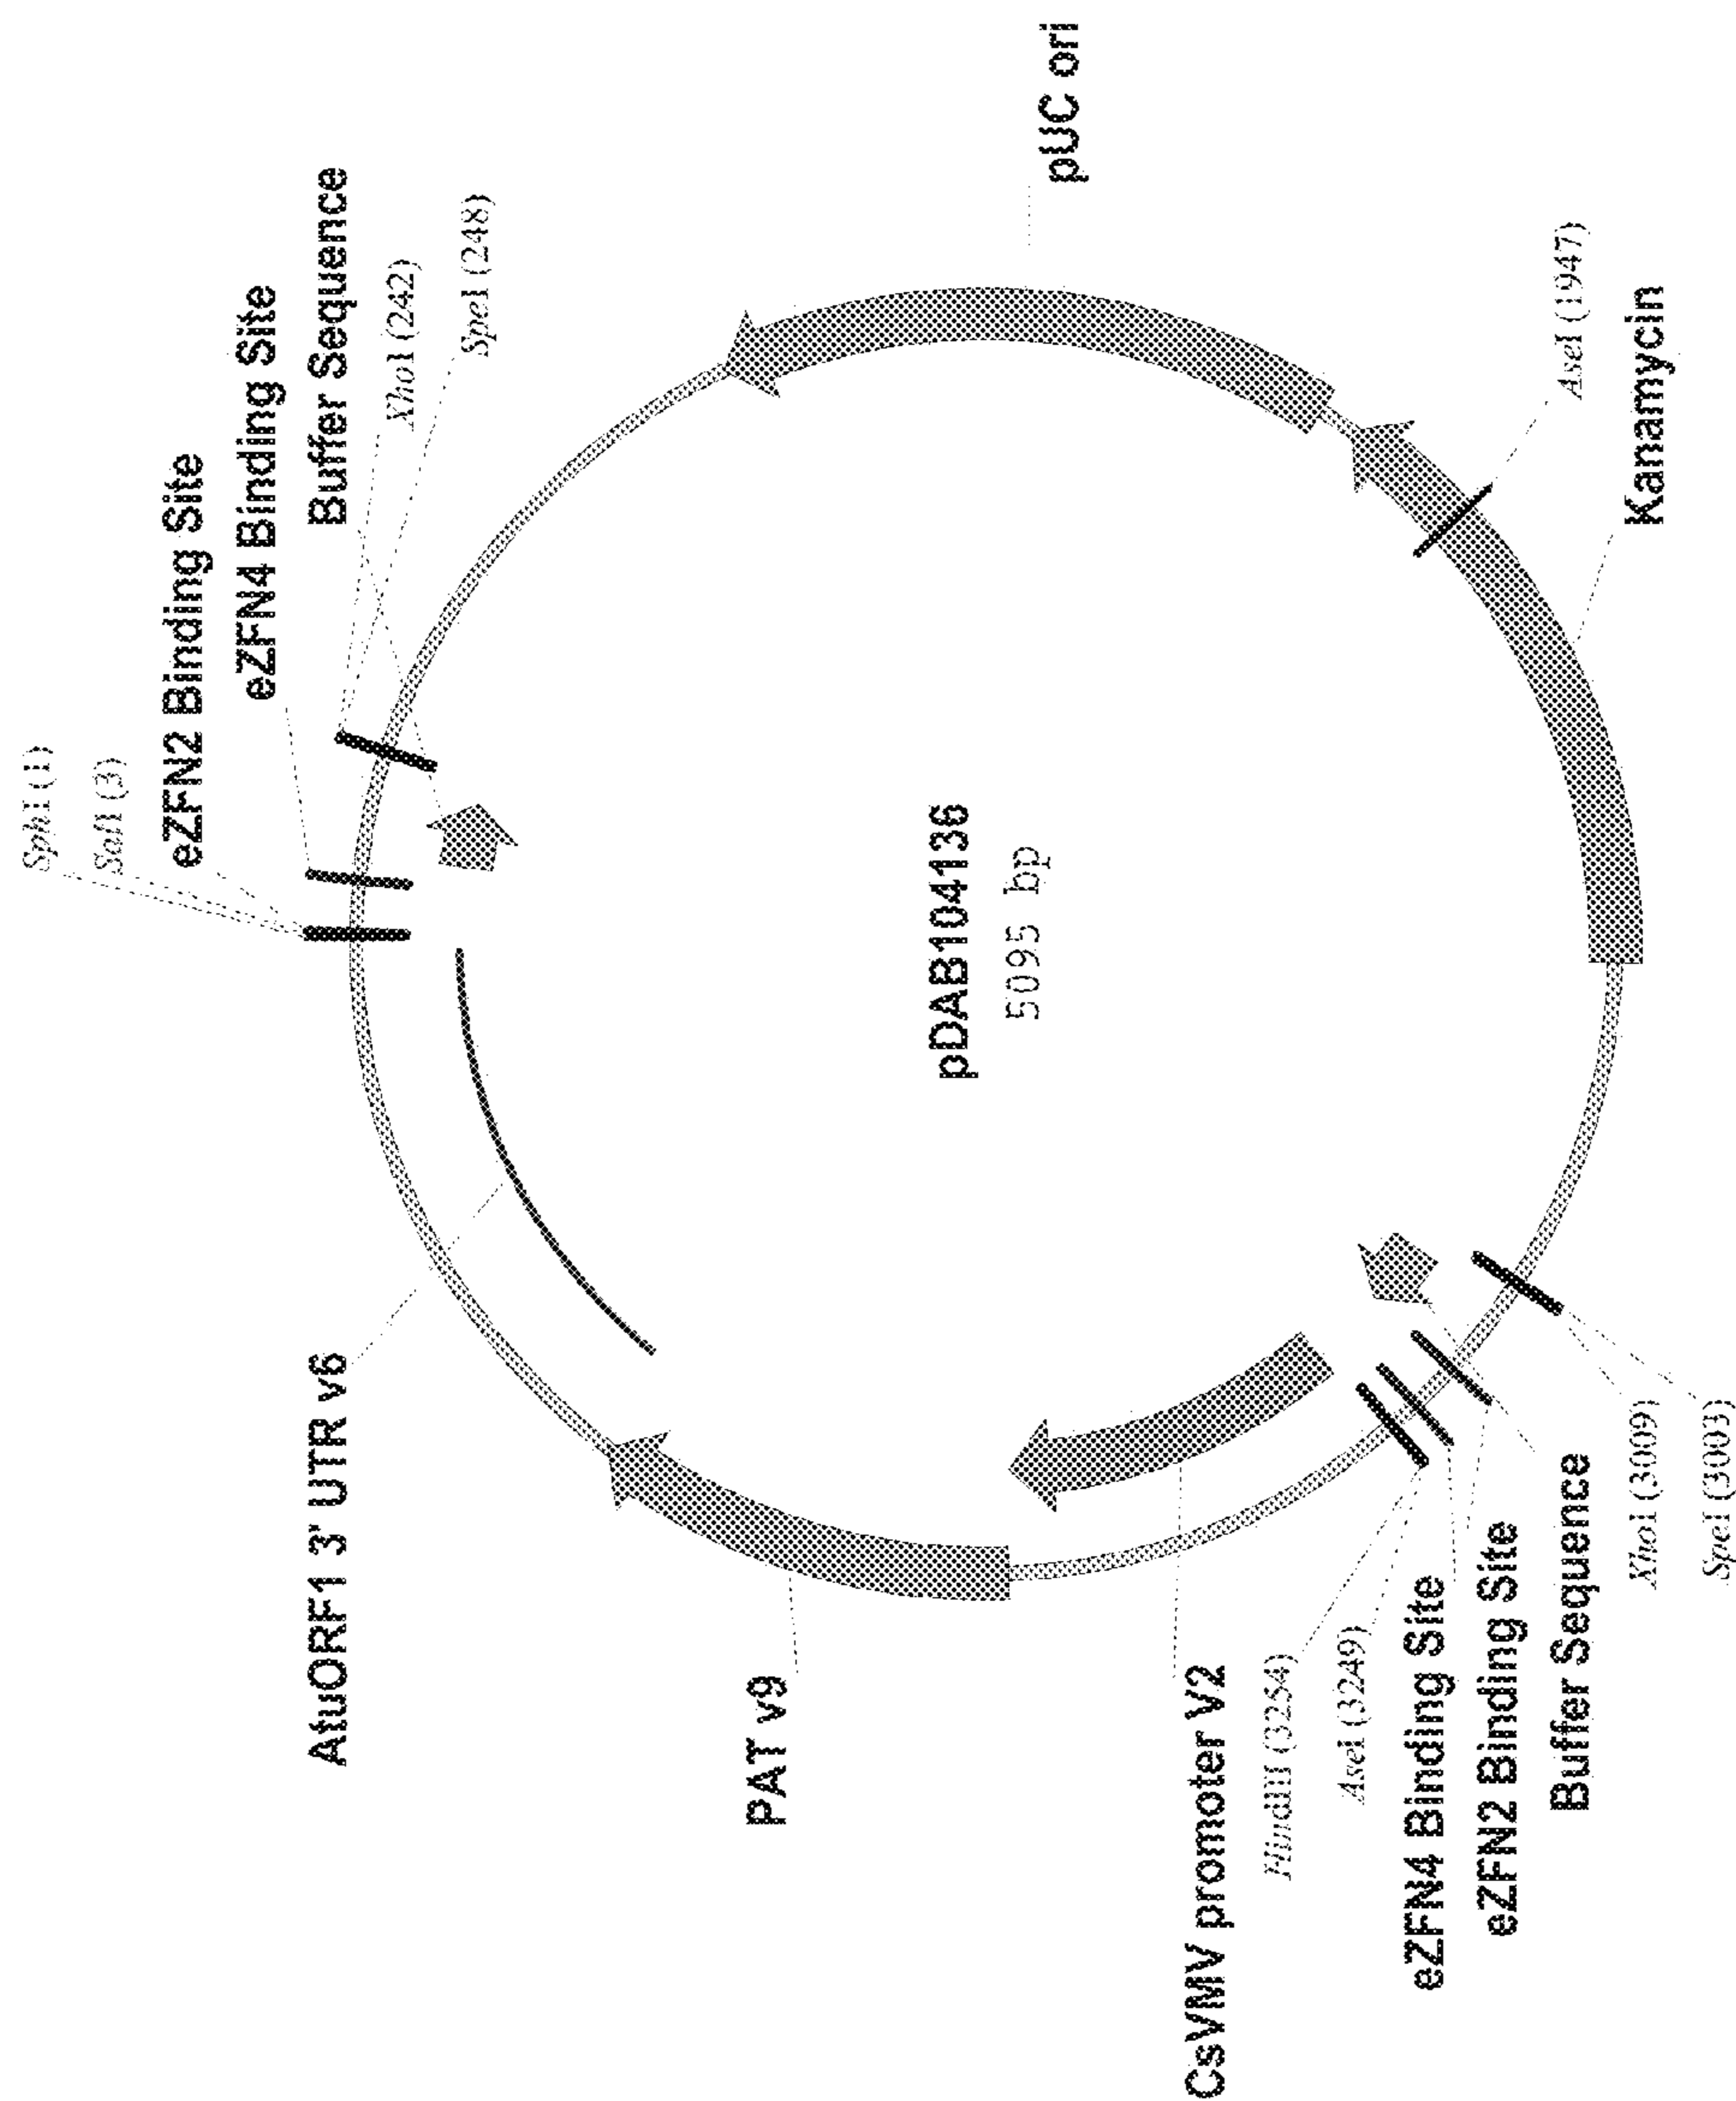 SphI (1)
SalI (3)
eZFN2 Binding Site
eZFN4 Binding Site
Buffer Sequence
XhoI (242)
SpeI (248)
pUC ori
AseI (1947)
Kanamycin
pDAB104136
5095 bp
AtuORF1 3' UTR v6
PAT v9
CsVMV promoter V2
HindIII (3254)
AseI (3249)
eZFN4 Binding Site
eZFN2 Binding Site
Buffer Sequence
XhoI (3009)
SpeI (3003)